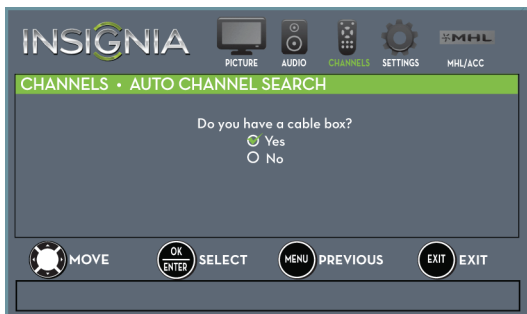 INSIGNIA
PICTURE AUDIO CHANNELS SETTINGS MHL/ACC
MHL
CHANNELS • AUTO CHANNEL SEARCH
Do you have a cable box?
Yes
No
MOVE OK ENTER SELECT MENU PREVIOUS EXIT EXIT